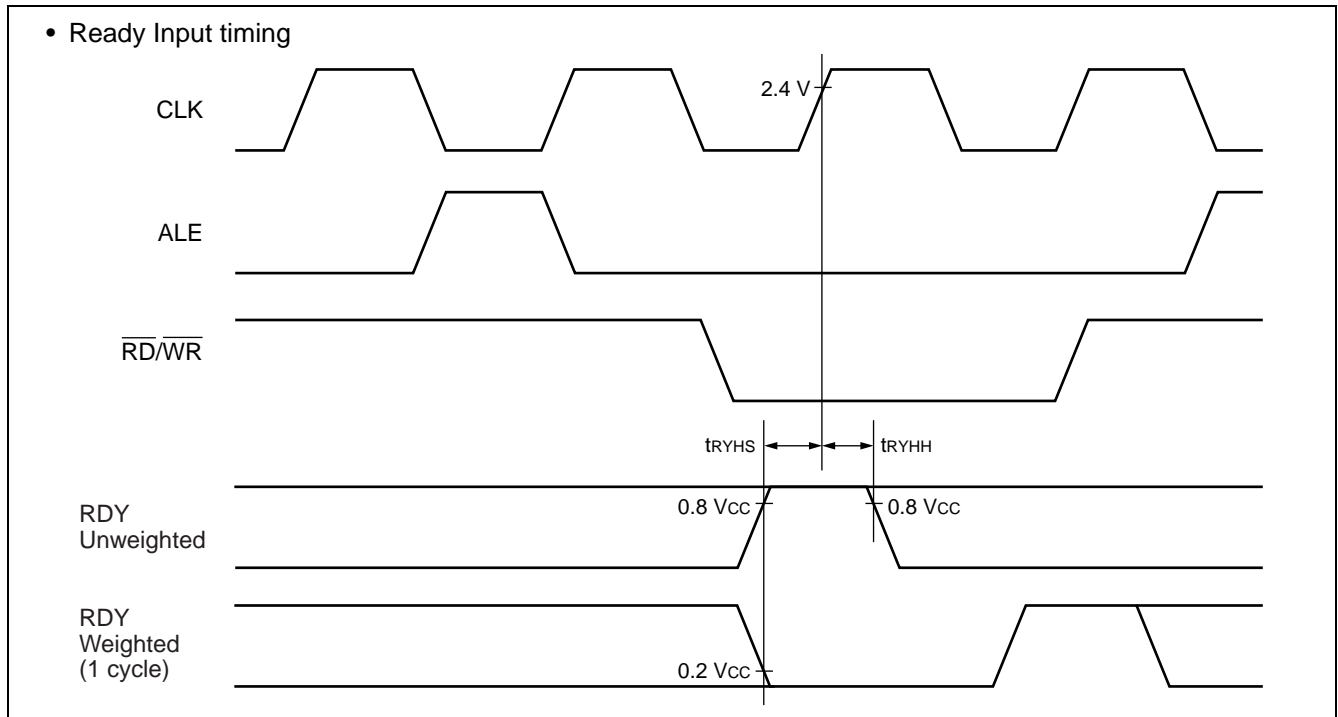 • Ready Input timing
CLK
2.4 V
ALE
RD/WR
tRYHS
tRYHH
RDY
Unweighted
0.8 VCC
0.8 VCC
RDY
Weighted
(1 cycle)
0.2 VCC